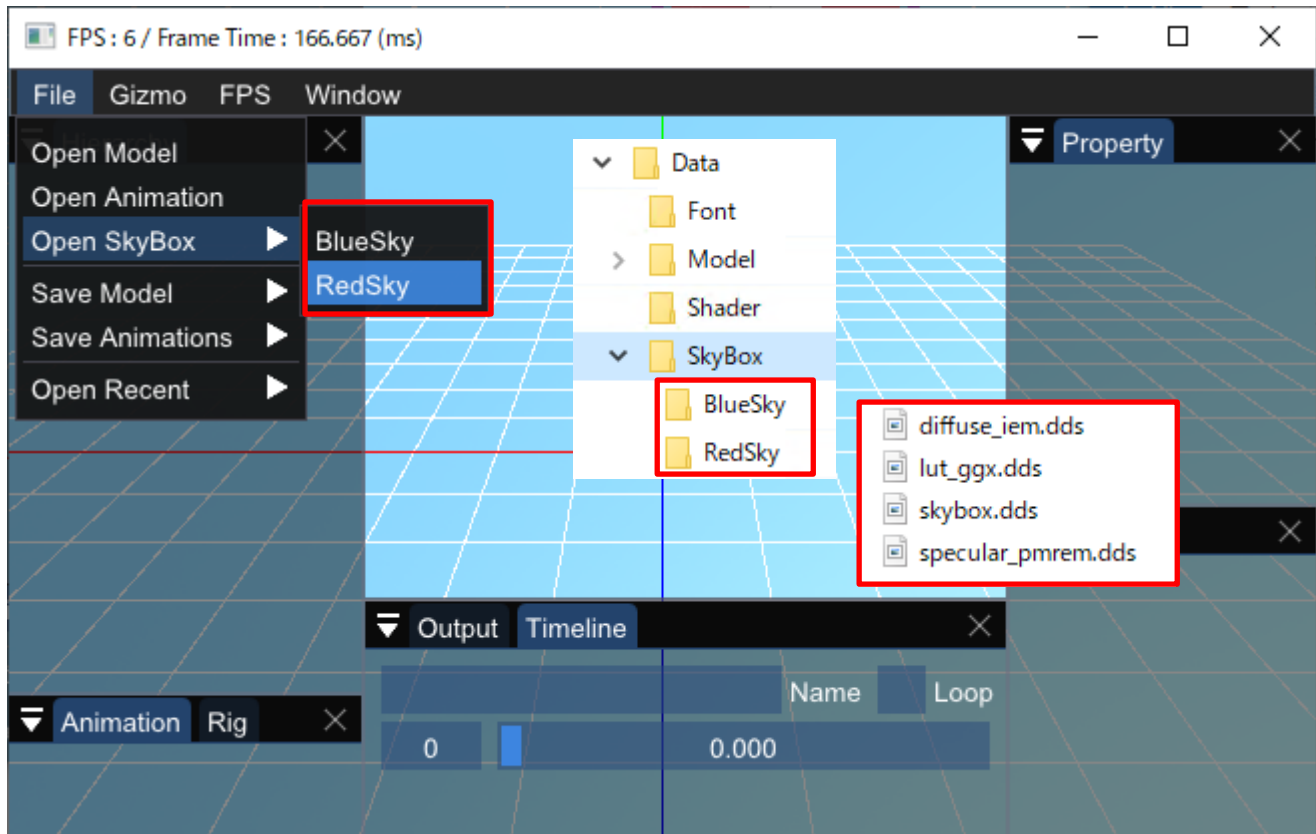 FPS : 6 / Frame Time : 166.667 (ms)
File Gizmo FPS Window
Hierarchy
Open Model
Open Animation
Open SkyBox
Save Model
Save Animations
Open Recent
BlueSky
RedSky
Data
Font
Model
Shader
SkyBox
BlueSky
RedSky
diffuse_iem.dds
lut_ggx.dds
skybox.dds
specular_pmrem.dds
Property
Output Timeline
Name Loop
0 0.000
Animation Rig